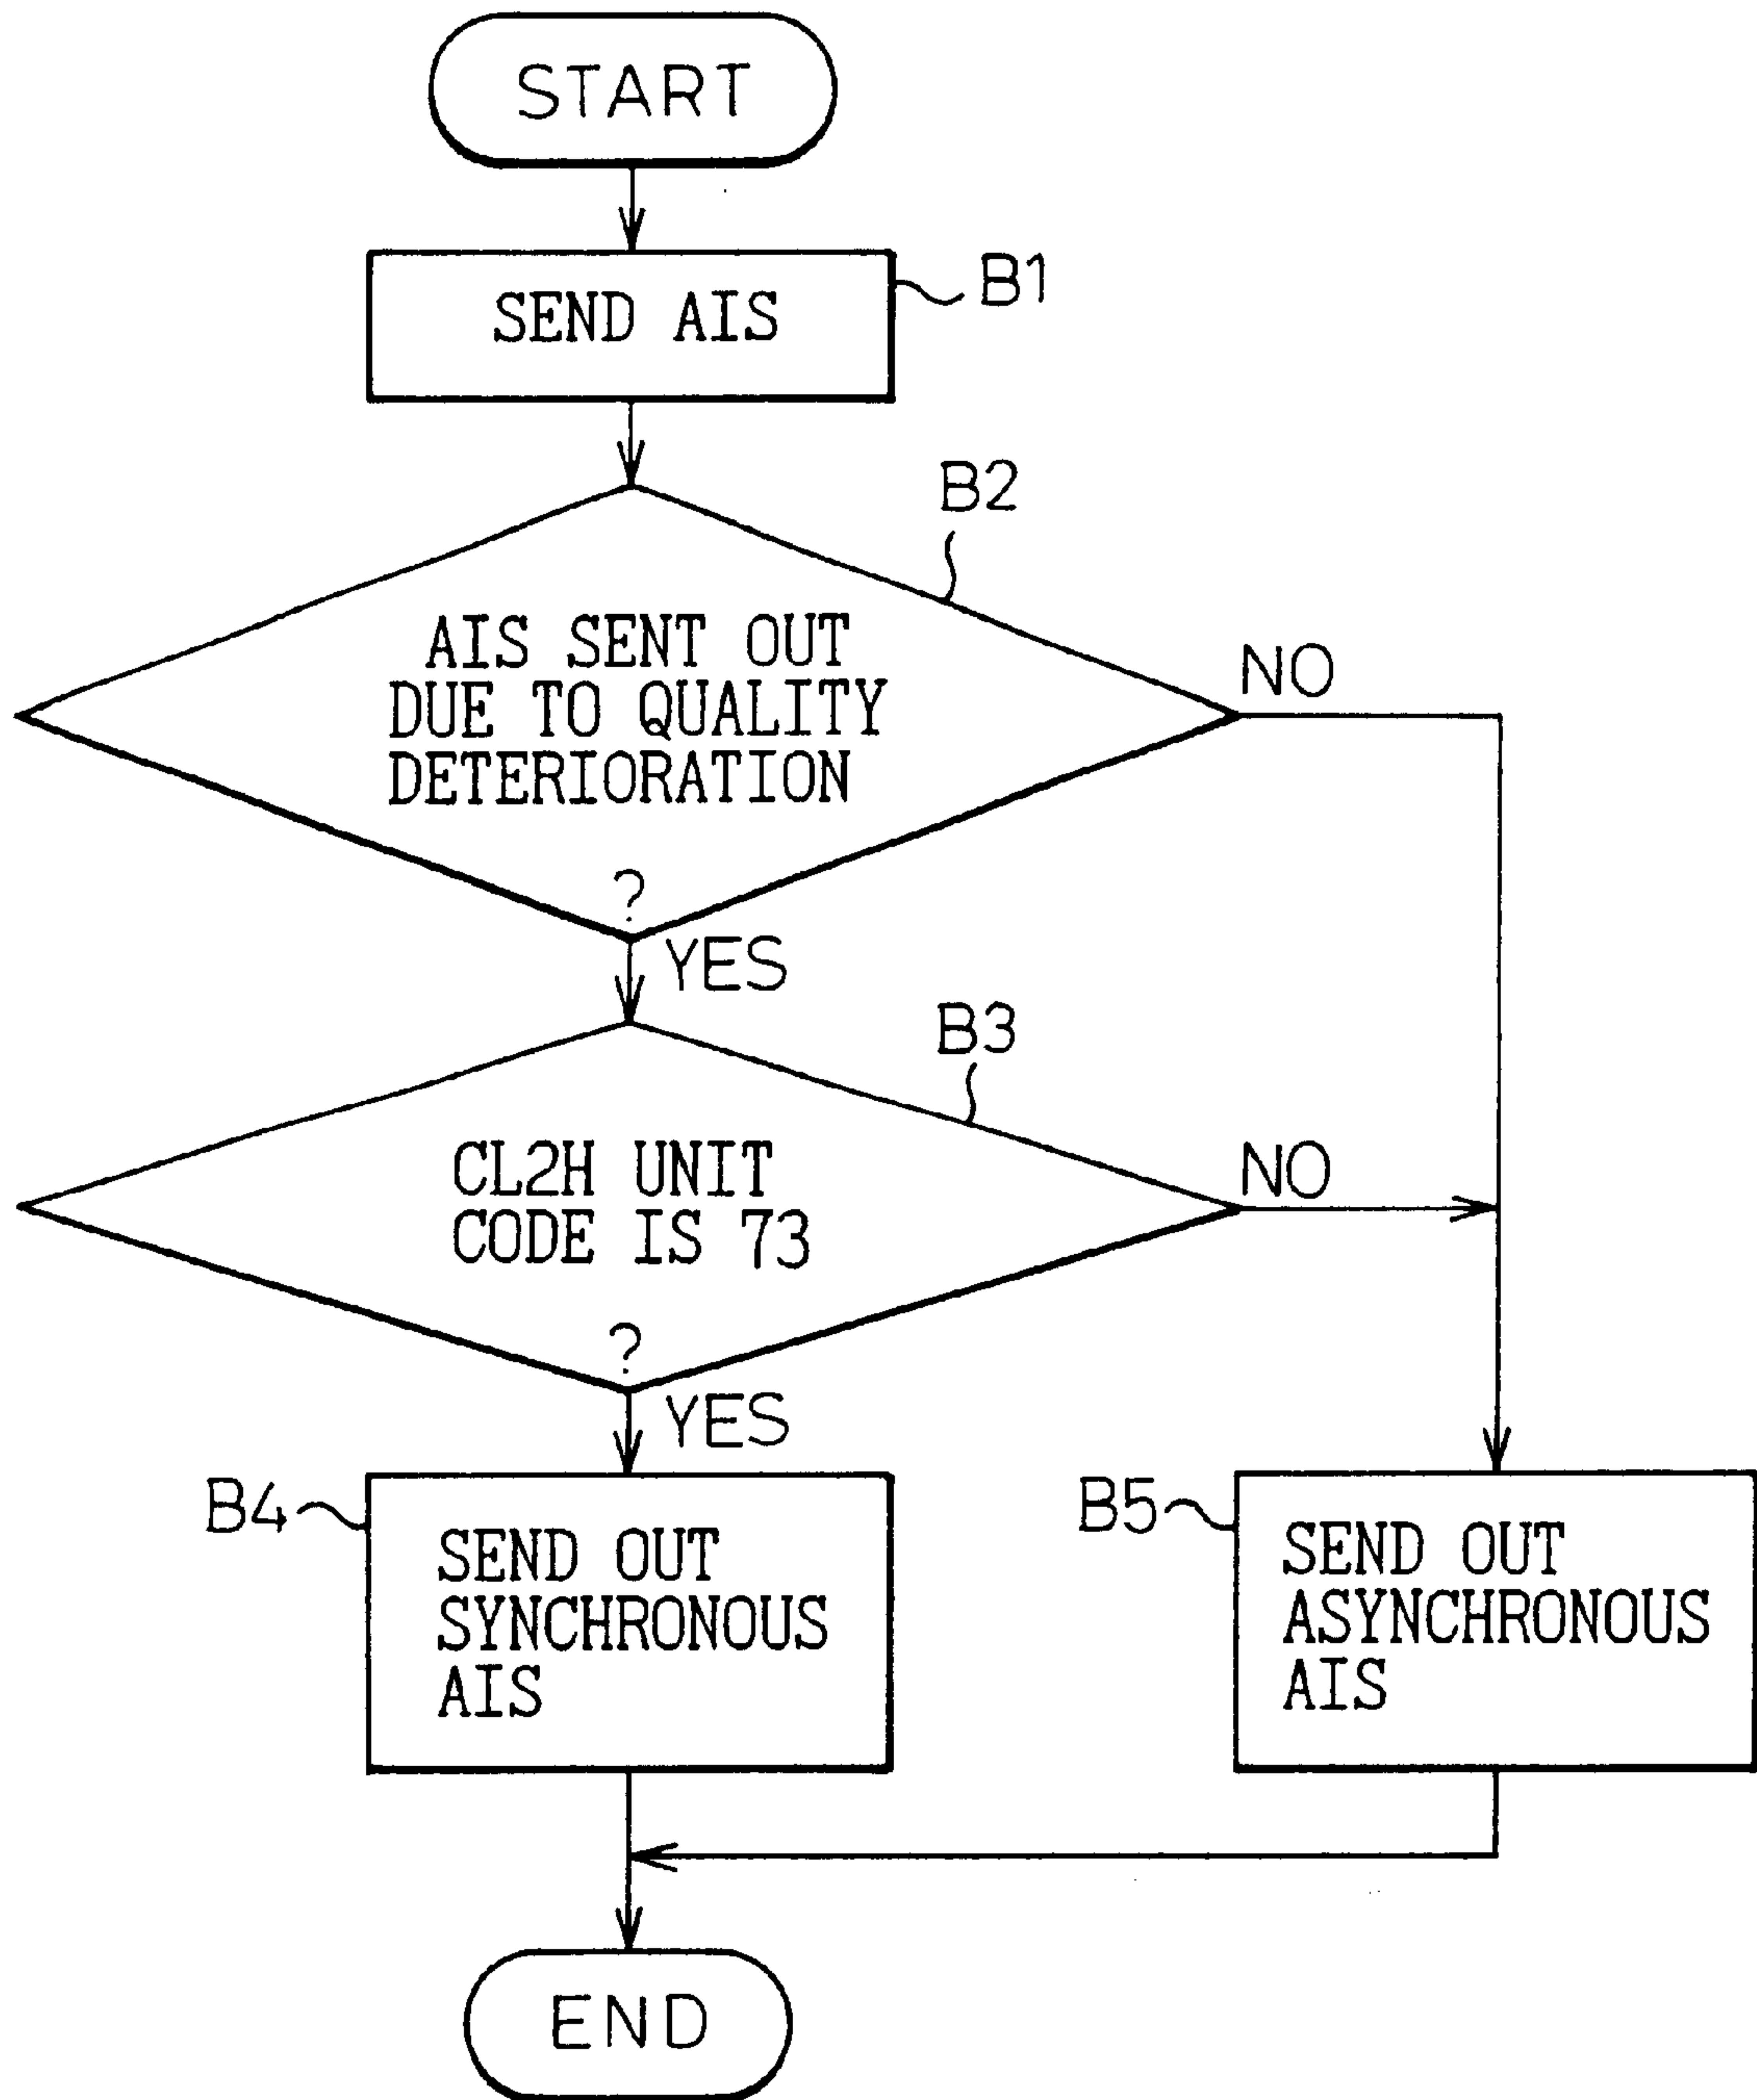 START
SEND AIS
B1
B2
AIS SENT OUT
DUE TO QUALITY
DETERIORATION
?
NO
YES
B3
CL2H UNIT
CODE IS 73
?
NO
YES
B4
SEND OUT
SYNCHRONOUS
AIS
B5
SEND OUT
ASYNCHRONOUS
AIS
END